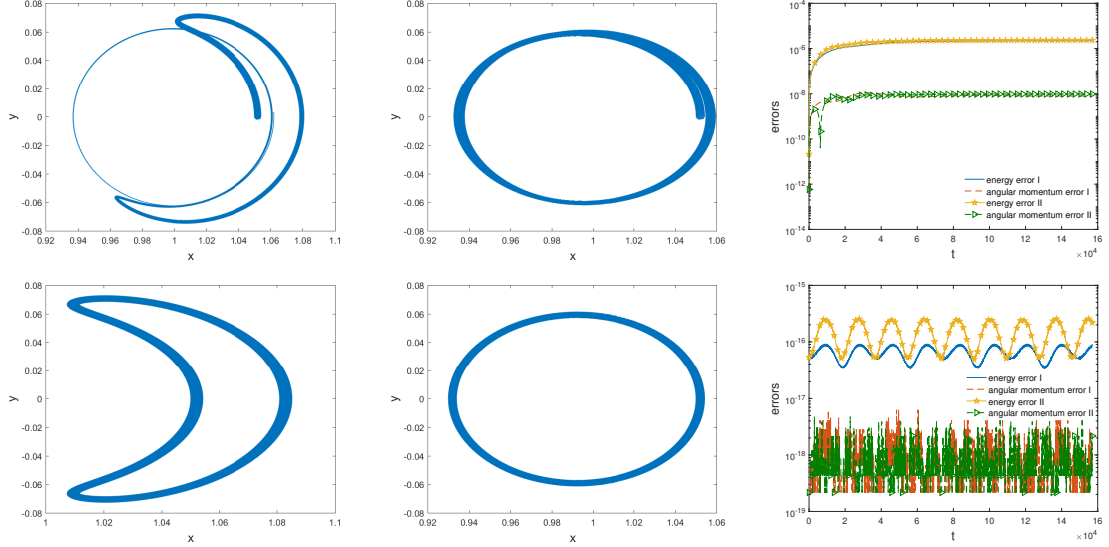 0.08
0.06
0.04
0.02
0
-0.02
-0.04
-0.06
-0.08
y
0.92 0.94 0.96 0.98 1 1.02 1.04 1.06 1.08 1.1
x
0.08
0.06
0.04
0.02
0
-0.02
-0.04
-0.06
-0.08
y
0.92 0.94 0.96 0.98 1 1.02 1.04 1.06
x
10-4
10-6
10-8
10-10
10-12
10-14
errors
energy error I
angular momentum error I
energy error II
angular momentum error II
0 2 4 6 8 10 12 14 16
t
×104
0.08
0.06
0.04
0.02
0
-0.02
-0.04
-0.06
-0.08
y
1 1.02 1.04 1.06 1.08 1.1
x
0.08
0.06
0.04
0.02
0
-0.02
-0.04
-0.06
-0.08
y
0.92 0.94 0.96 0.98 1 1.02 1.04 1.06
x
10-15
10-16
10-17
10-18
10-19
errors
energy error I
angular momentum error I
energy error II
angular momentum error II
0 2 4 6 8 10 12 14 16
t
×104